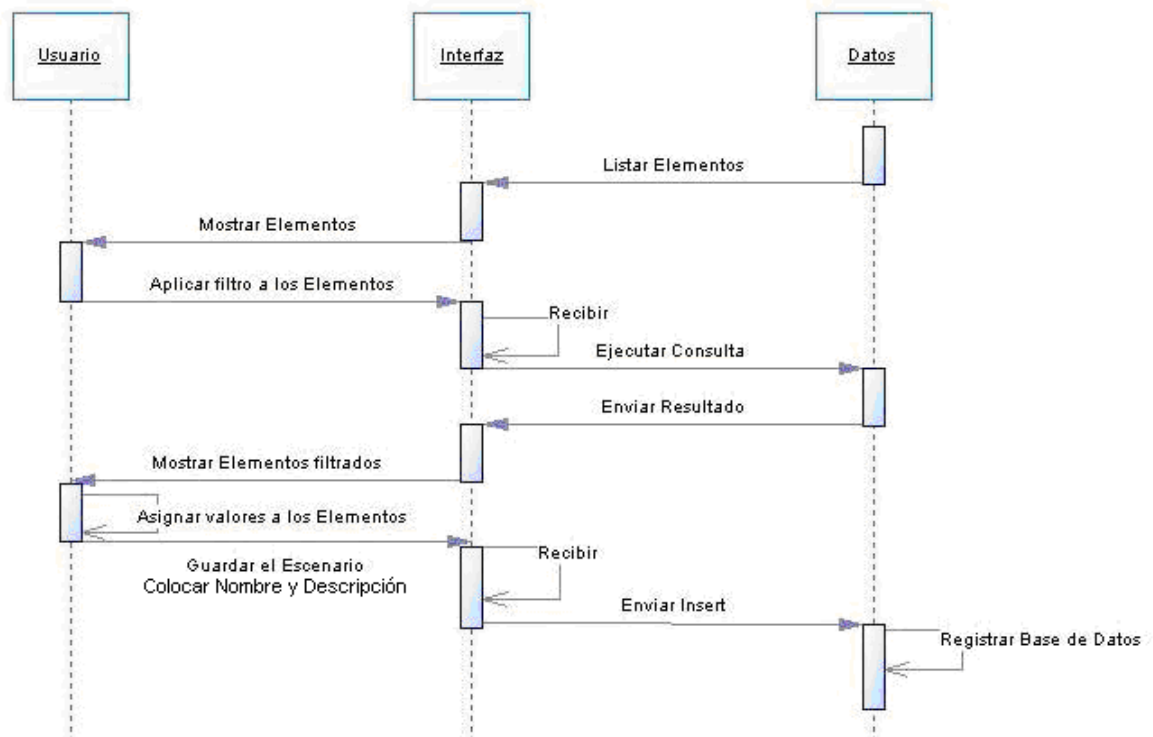 Usuario
Interfaz
Datos
Listar Elementos
Mostrar Elementos
Aplicar filtro a los Elementos
Recibir
Ejecutar Consulta
Enviar Resultado
Mostrar Elementos filtrados
Asignar valores a los Elementos
Guardar el Escenario
Colocar Nombre y Descripción
Recibir
Enviar Insert
Registrar Base de Datos